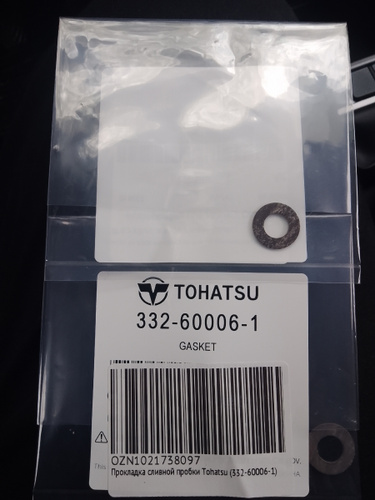 TOHATSU
332-60006-1
GASKET
OZN1021738097
Прокладка сливной пробки Tohatsu (332-60006-1)